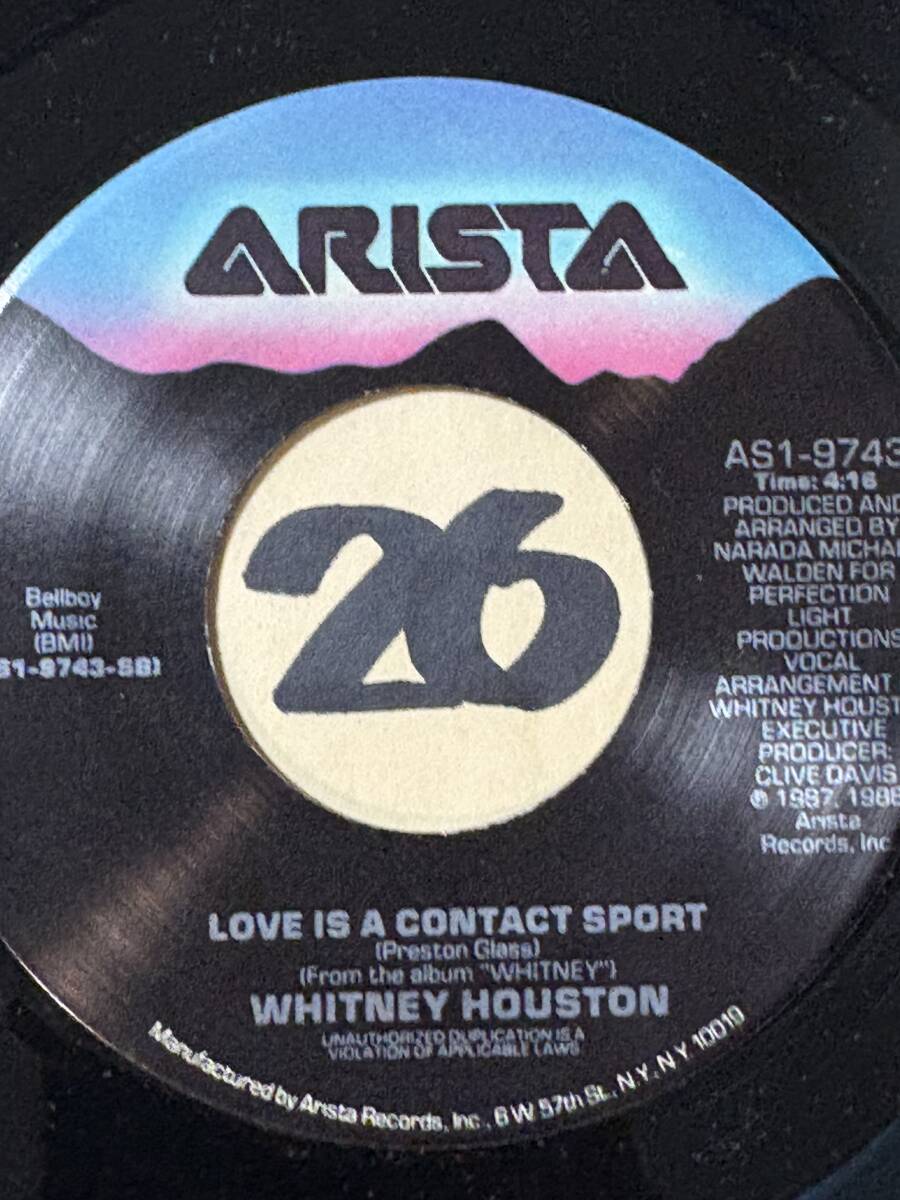 ARISTA
AS1-9743
Time: 4:16
PRODUCED AND
ARRANGED BY
NARADA MICHAE
WALDEN FOR
PERFECTION
LIGHT
PRODUCTIONS
VOCAL
ARRANGEMENT
WHITNEY HOUST
EXECUTIVE
PRODUCER:
CLIVE DAVIS
℗ 1987, 1988
Arista
Records, Inc
26
Bellboy
Music
(BMI)
S1-9743-SB)
LOVE IS A CONTACT SPORT
(Preston Glass)
(From the album "WHITNEY")
WHITNEY HOUSTON
UNAUTHORIZED DUPLICATION IS A
VIOLATION OF APPLICABLE LAWS
Manufactured by Arista Records, Inc., 6 W. 57th St., N.Y., N.Y. 10019